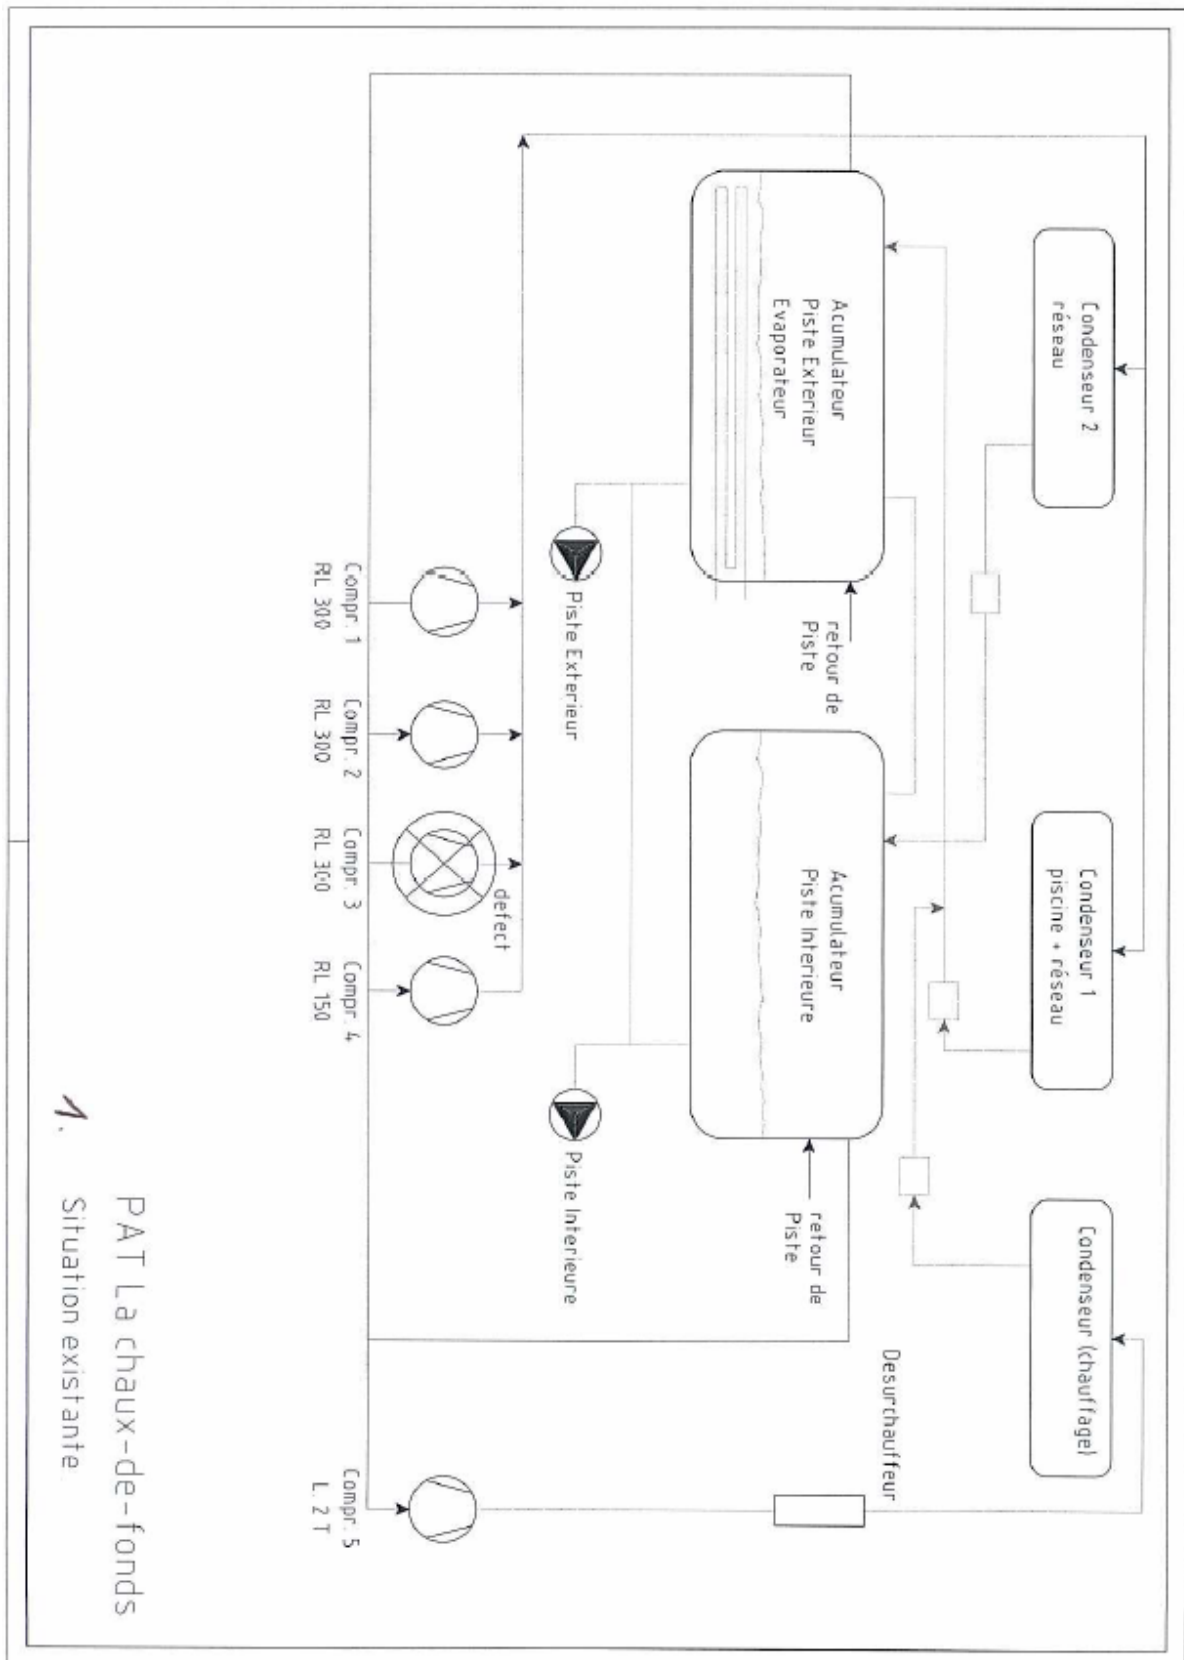 Condenseur 2
réseau
Condenseur 1
piscine + réseau
Condenseur (chauffage)
Desurchauffeur
Acumulateur
Piste Exterieur
Evaporateur
retour de
Piste
Acumulateur
Piste Interieure
retour de
Piste
Piste Exterieur
Piste Interieure
defect
Compr. 1
RL 300
Compr. 2
RL 300
Compr. 3
RL 300
Compr. 4
RL 150
Compr. 5
L. 2 T
PAT La chaux-de-fonds
1. Situation existante